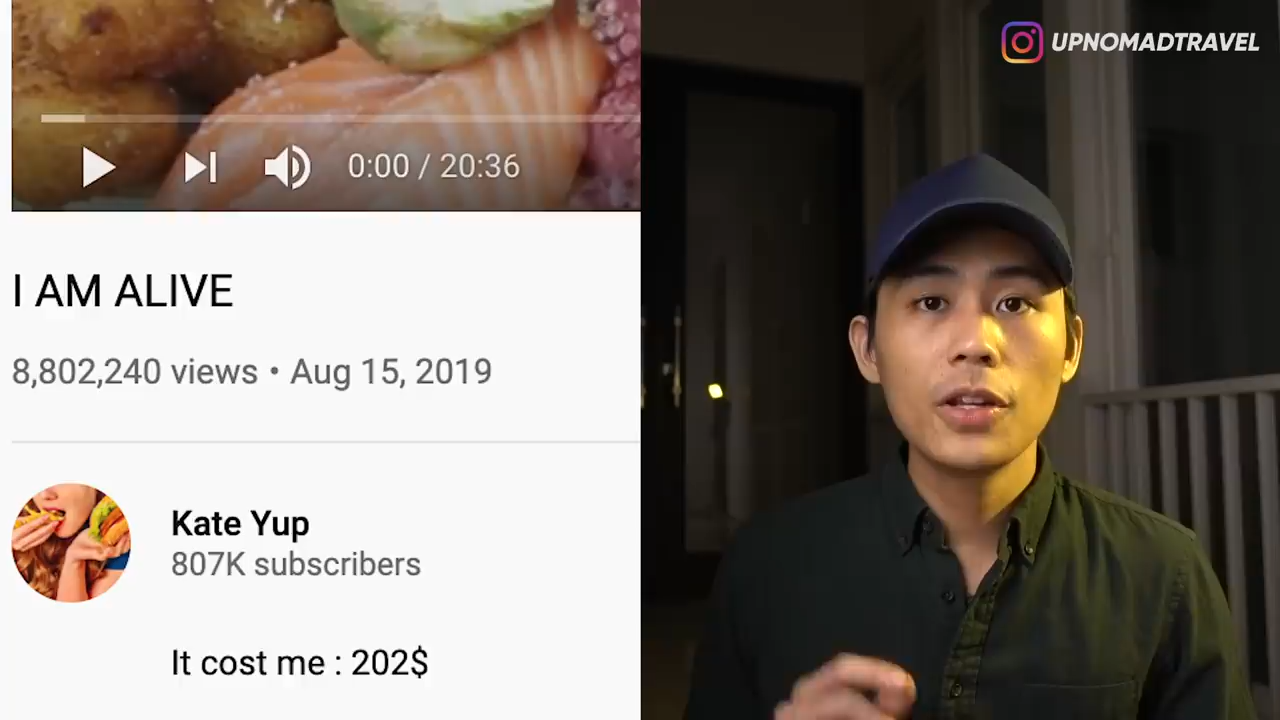 UPNOMADTRAVEL
0:00 / 20:36
I AM ALIVE
8,802,240 views • Aug 15, 2019
Kate Yup
807K subscribers
It cost me : 202$